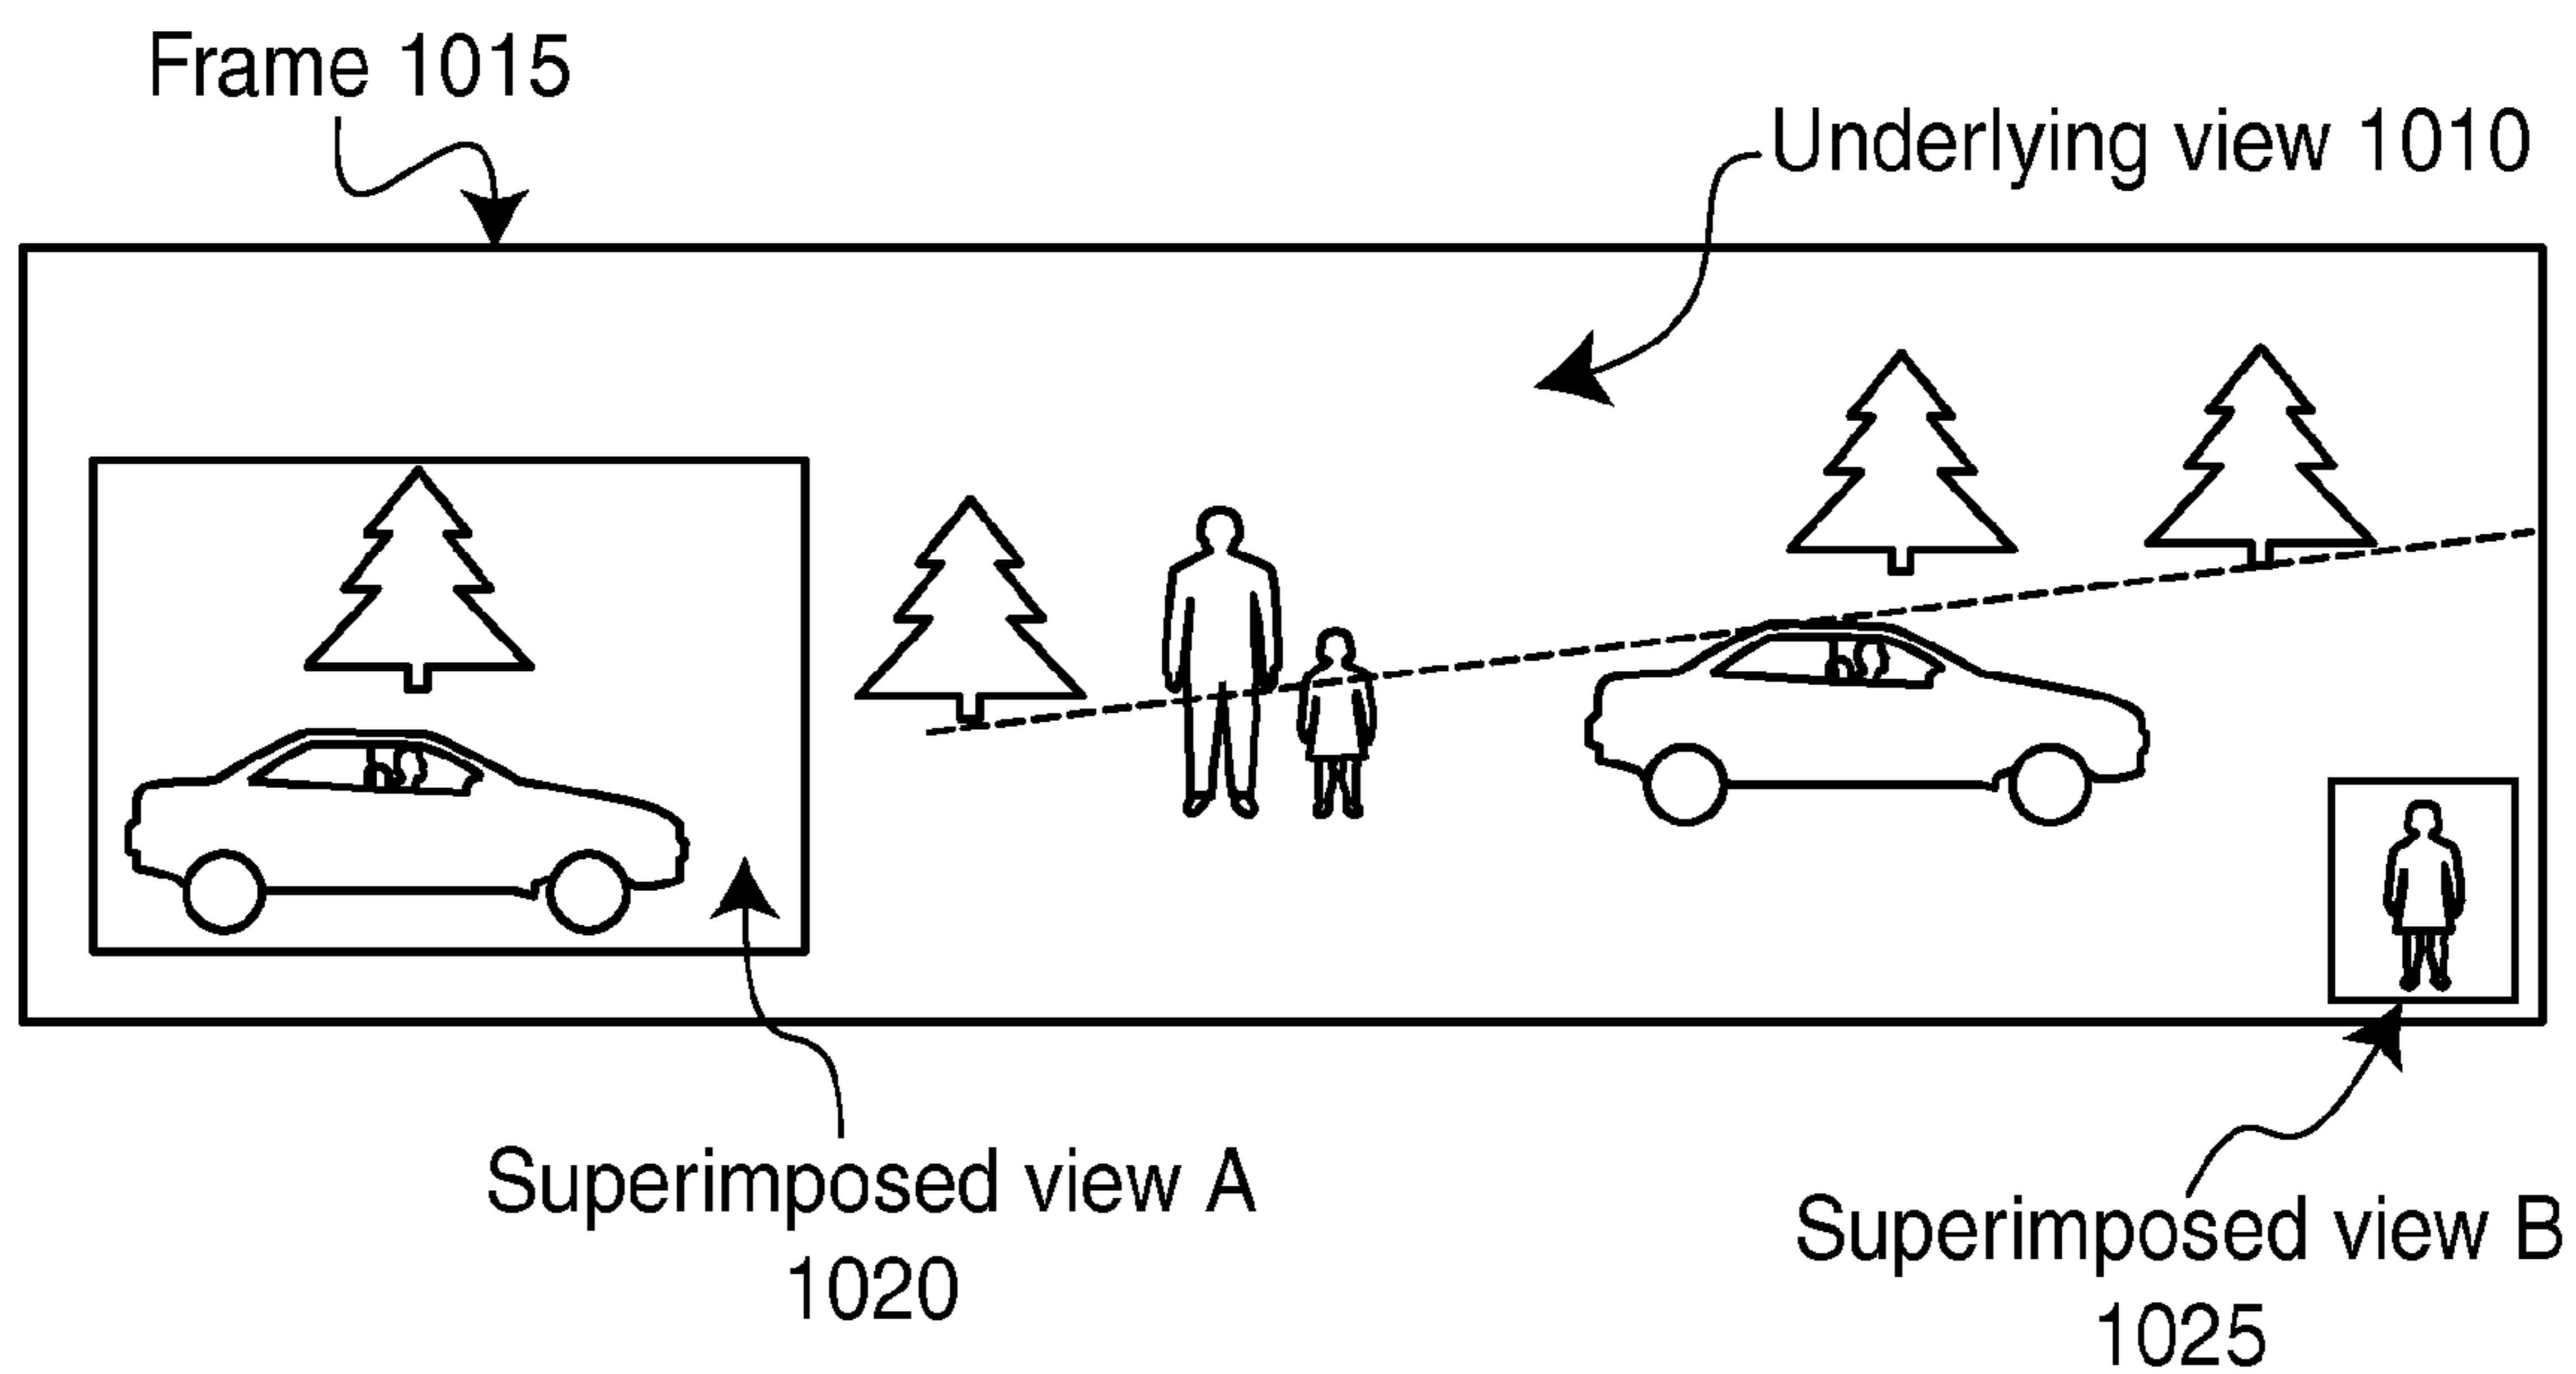 Frame 1015
Underlying view 1010
Superimposed view A
1020
Superimposed view B
1025